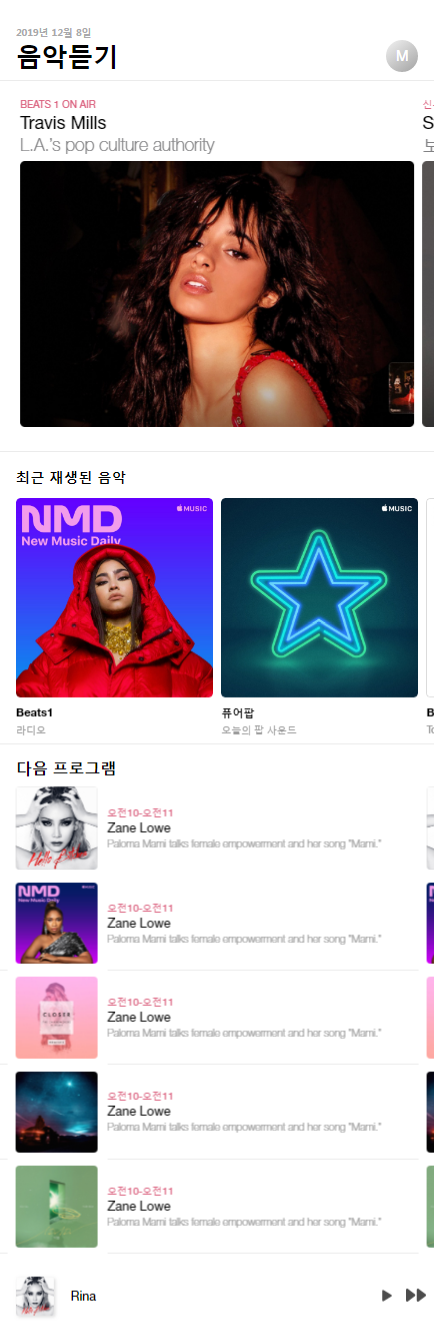 2019년 12월 8일
음악듣기
M
BEATS 1 ON AIR
Travis Mills
L.A.'s pop culture authority
S
최근 재생된 음악
NMD
New Music Daily
MUSIC
MUSIC
Beats1
라디오
퓨어팝
오늘의 팝 사운드
B
다음 프로그램
오전10-오전11
Zane Lowe
Paloma Mami talks female empowerment and her song "Mami."
NMD
New Music Daily
오전10-오전11
Zane Lowe
Paloma Mami talks female empowerment and her song "Mami."
CLOSER
오전10-오전11
Zane Lowe
Paloma Mami talks female empowerment and her song "Mami."
오전10-오전11
Zane Lowe
Paloma Mami talks female empowerment and her song "Mami."
오전10-오전11
Zane Lowe
Paloma Mami talks female empowerment and her song "Mami."
Rina